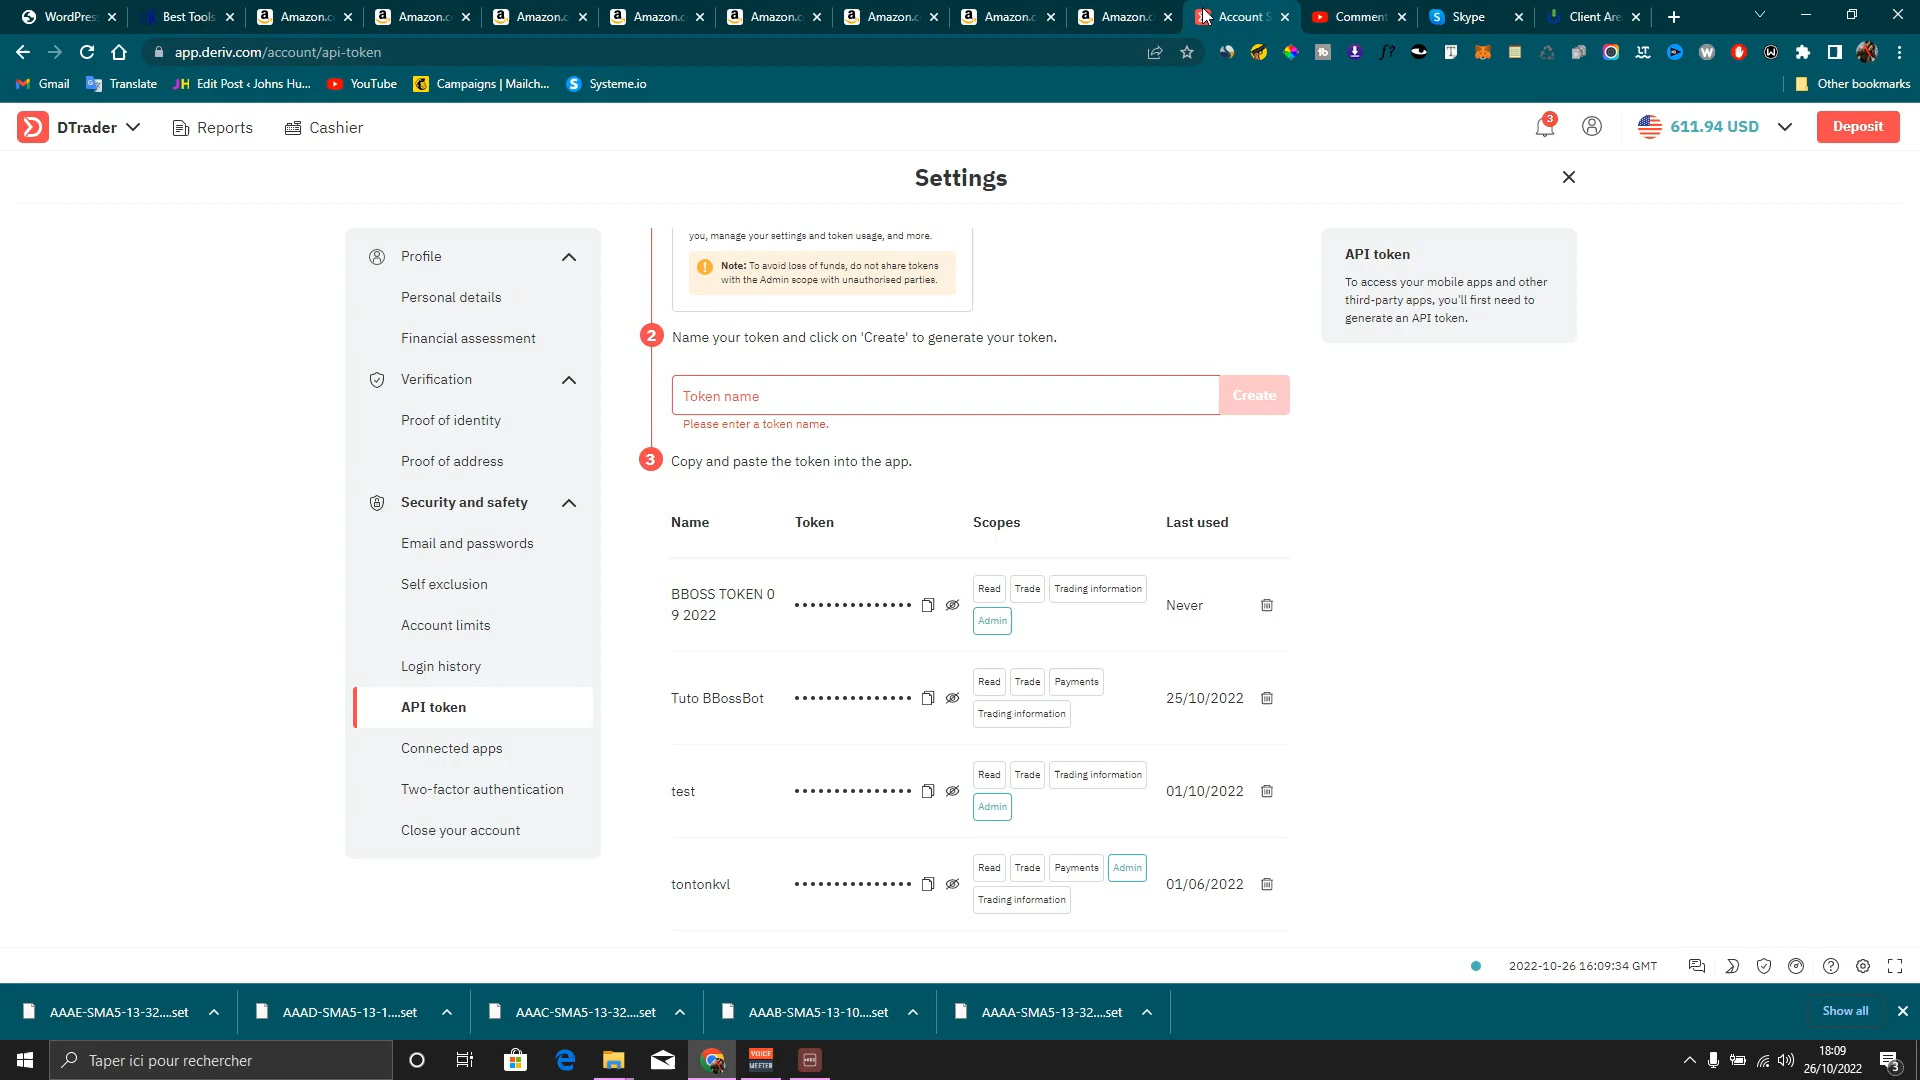 WordPres
Best Tools
Amazon.c
Amazon.c
Amazon.c
Amazon.c
Amazon.c
Amazon.c
Amazon.c
Amazon.c
Account S
Comment
Skype
Client Are
app.deriv.com/account/api-token
Gmail
Translate
Edit Post ‹ Johns Hu...
YouTube
Campaigns | Mailch...
Systeme.io
Other bookmarks
DTrader
Reports
Cashier
3
611.94 USD
Deposit
Settings
Profile
Personal details
Financial assessment
Verification
Proof of identity
Proof of address
Security and safety
Email and passwords
Self exclusion
Account limits
Login history
API token
Connected apps
Two-factor authentication
Close your account
you, manage your settings and token usage, and more.
Note: To avoid loss of funds, do not share tokens
with the Admin scope with unauthorised parties.
2
Name your token and click on 'Create' to generate your token.
Token name
Create
Please enter a token name.
3
Copy and paste the token into the app.
Name Token Scopes Last used
BBOSS TOKEN 0
9 2022
Read Trade Trading information
Admin
Never
Tuto BBossBot
Read Trade Payments
Trading information
25/10/2022
test
Read Trade Trading information
Admin
01/10/2022
tontonkvl
Read Trade Payments Admin
Trading information
01/06/2022
API token
To access your mobile apps and other
third-party apps, you'll first need to
generate an API token.
2022-10-26 16:09:34 GMT
AAAE-SMA5-13-32....set
AAAD-SMA5-13-1....set
AAAC-SMA5-13-32....set
AAAB-SMA5-13-10....set
AAAA-SMA5-13-32....set
Show all
Taper ici pour rechercher
VOICE
MEETER
18:09
26/10/2022
3